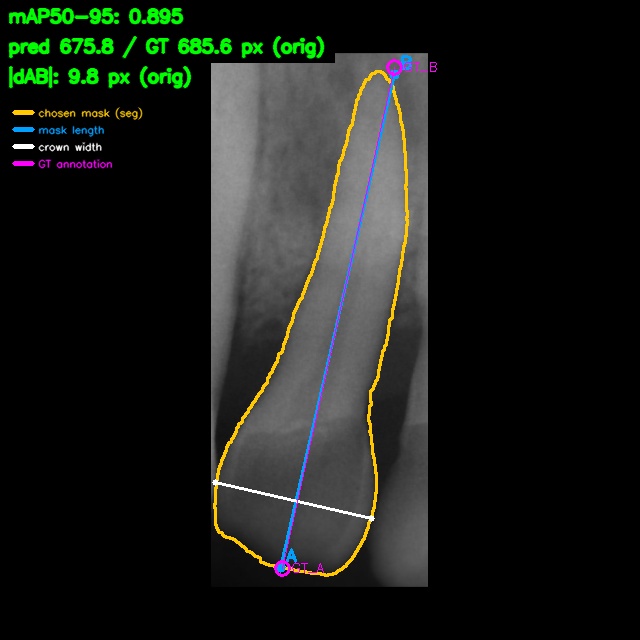 mAP50-95: 0.895
pred 675.8 / GT 685.6 px (orig)
|dAB|: 9.8 px (orig)
chosen mask (seg)
mask length
crown width
GT annotation
GT_B
A
GT_A